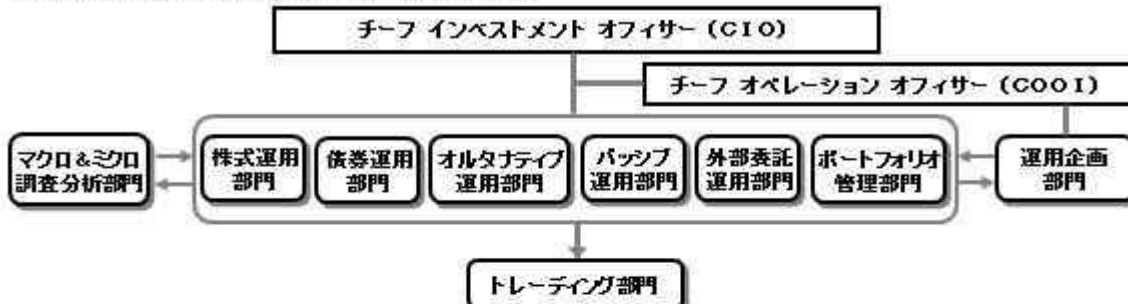 チーフ インベストメント オフィサー (CIO)
チーフ オペレーション オフィサー (COOI)
マクロ&ミクロ
調査分析部門
株式運用
部門
債券運用
部門
オルタナティブ
運用部門
パッシブ
運用部門
外部委託
運用部門
ポートフォリオ
管理部門
運用企画
部門
トレーディング部門